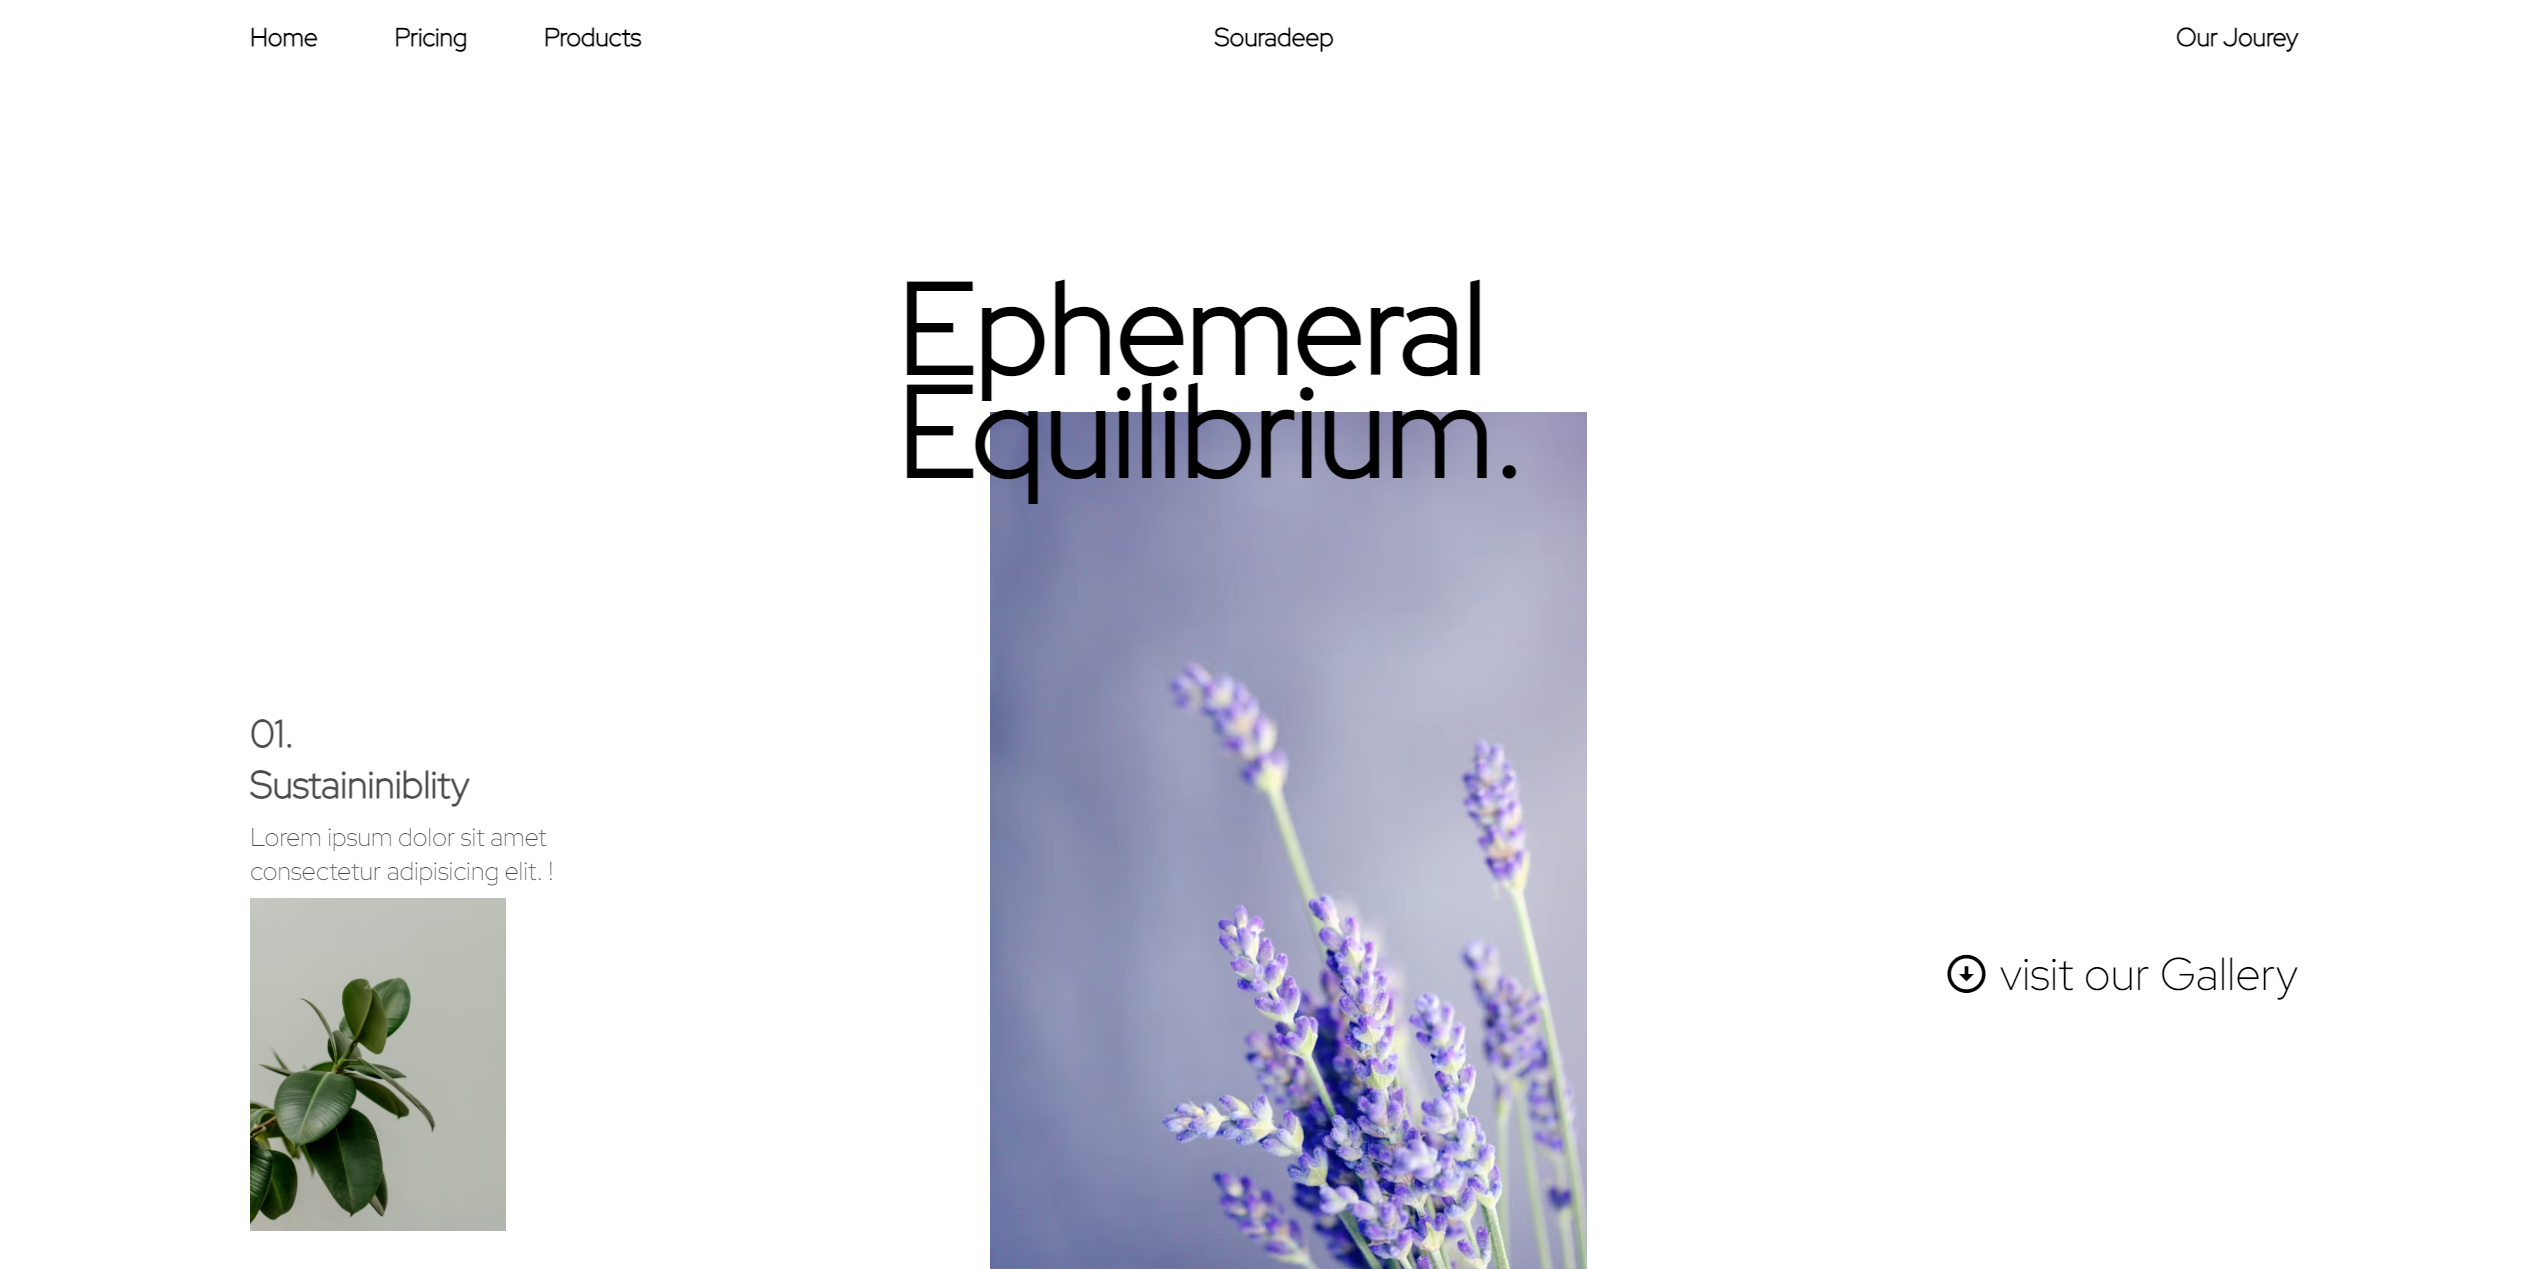 Home Pricing Products Souradeep Our Jourey
Ephemeral
Equilibrium.
01.
Sustaininiblity
Lorem ipsum dolor sit amet
consectetur adipisicing elit. !
visit our Gallery